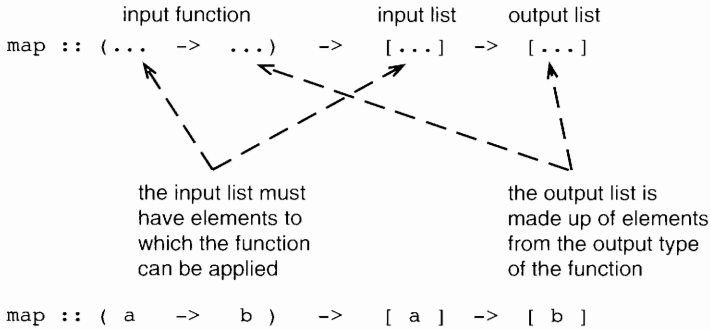 input function input list output list
map :: (... -> ...) -> [...] -> [...]
the input list must
have elements to
which the function
can be applied
the output list is
made up of elements
from the output type
of the function
map :: ( a -> b ) -> [ a ] -> [ b ]